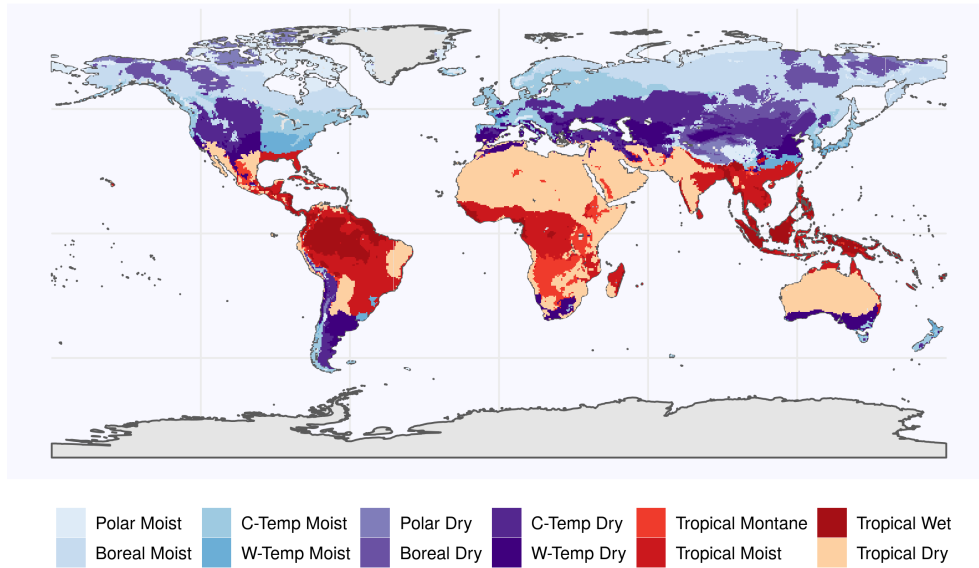 Polar Moist C-Temp Moist Polar Dry C-Temp Dry Tropical Montane Tropical Wet
Boreal Moist W-Temp Moist Boreal Dry W-Temp Dry Tropical Moist Tropical Dry